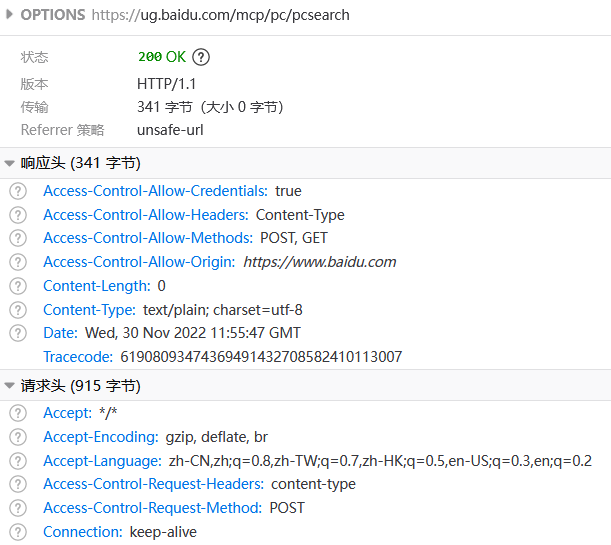 OPTIONS https://ug.baidu.com/mcp/pc/pcsearch
状态 200 OK ?
版本 HTTP/1.1
传输 341 字节（大小 0 字节）
Referrer 策略 unsafe-url
响应头 (341 字节)
? Access-Control-Allow-Credentials: true
? Access-Control-Allow-Headers: Content-Type
? Access-Control-Allow-Methods: POST, GET
? Access-Control-Allow-Origin: https://www.baidu.com
? Content-Length: 0
? Content-Type: text/plain; charset=utf-8
? Date: Wed, 30 Nov 2022 11:55:47 GMT
Tracecode: 61908093474369491432708582410113007
请求头 (915 字节)
? Accept: */*
? Accept-Encoding: gzip, deflate, br
? Accept-Language: zh-CN,zh;q=0.8,zh-TW;q=0.7,zh-HK;q=0.5,en-US;q=0.3,en;q=0.2
? Access-Control-Request-Headers: content-type
? Access-Control-Request-Method: POST
? Connection: keep-alive